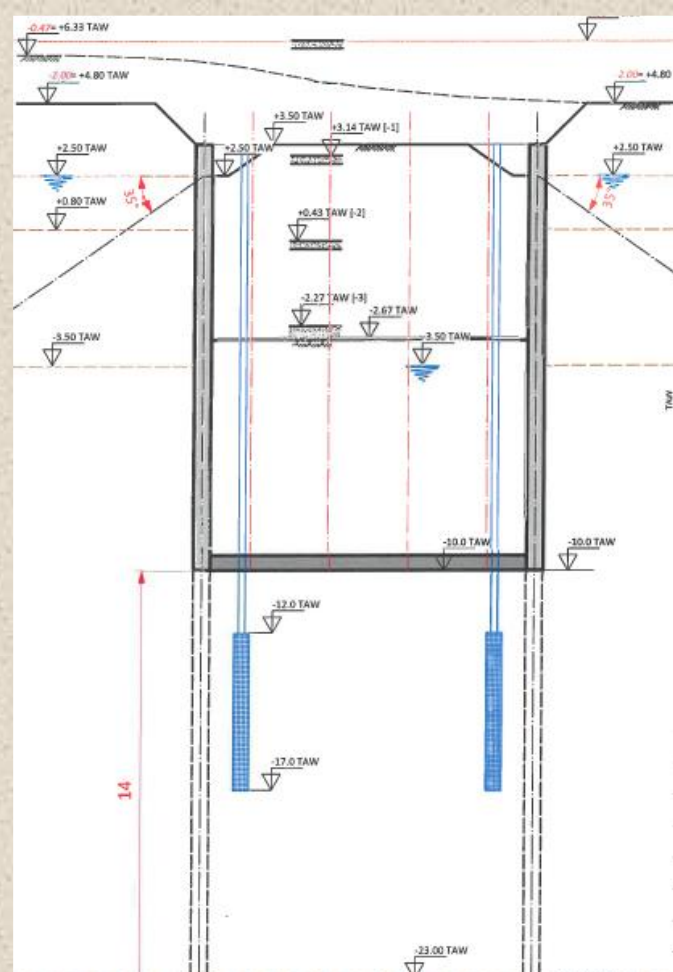 -0.47= +6.33 TAW
-2.00= +4.80 TAW
2.00= +4.80
+3.50 TAW
+3.14 TAW [-1]
+2.50 TAW
+2.50 TAW
+2.50 TAW
35°
35°
+0.80 TAW
+0.43 TAW [-2]
-2.27 TAW [-3]
-2.67 TAW
-3.50 TAW
-3.50 TAW
TAW
-10.0 TAW
-10.0 TAW
-12.0 TAW
-17.0 TAW
14
-23.00 TAW